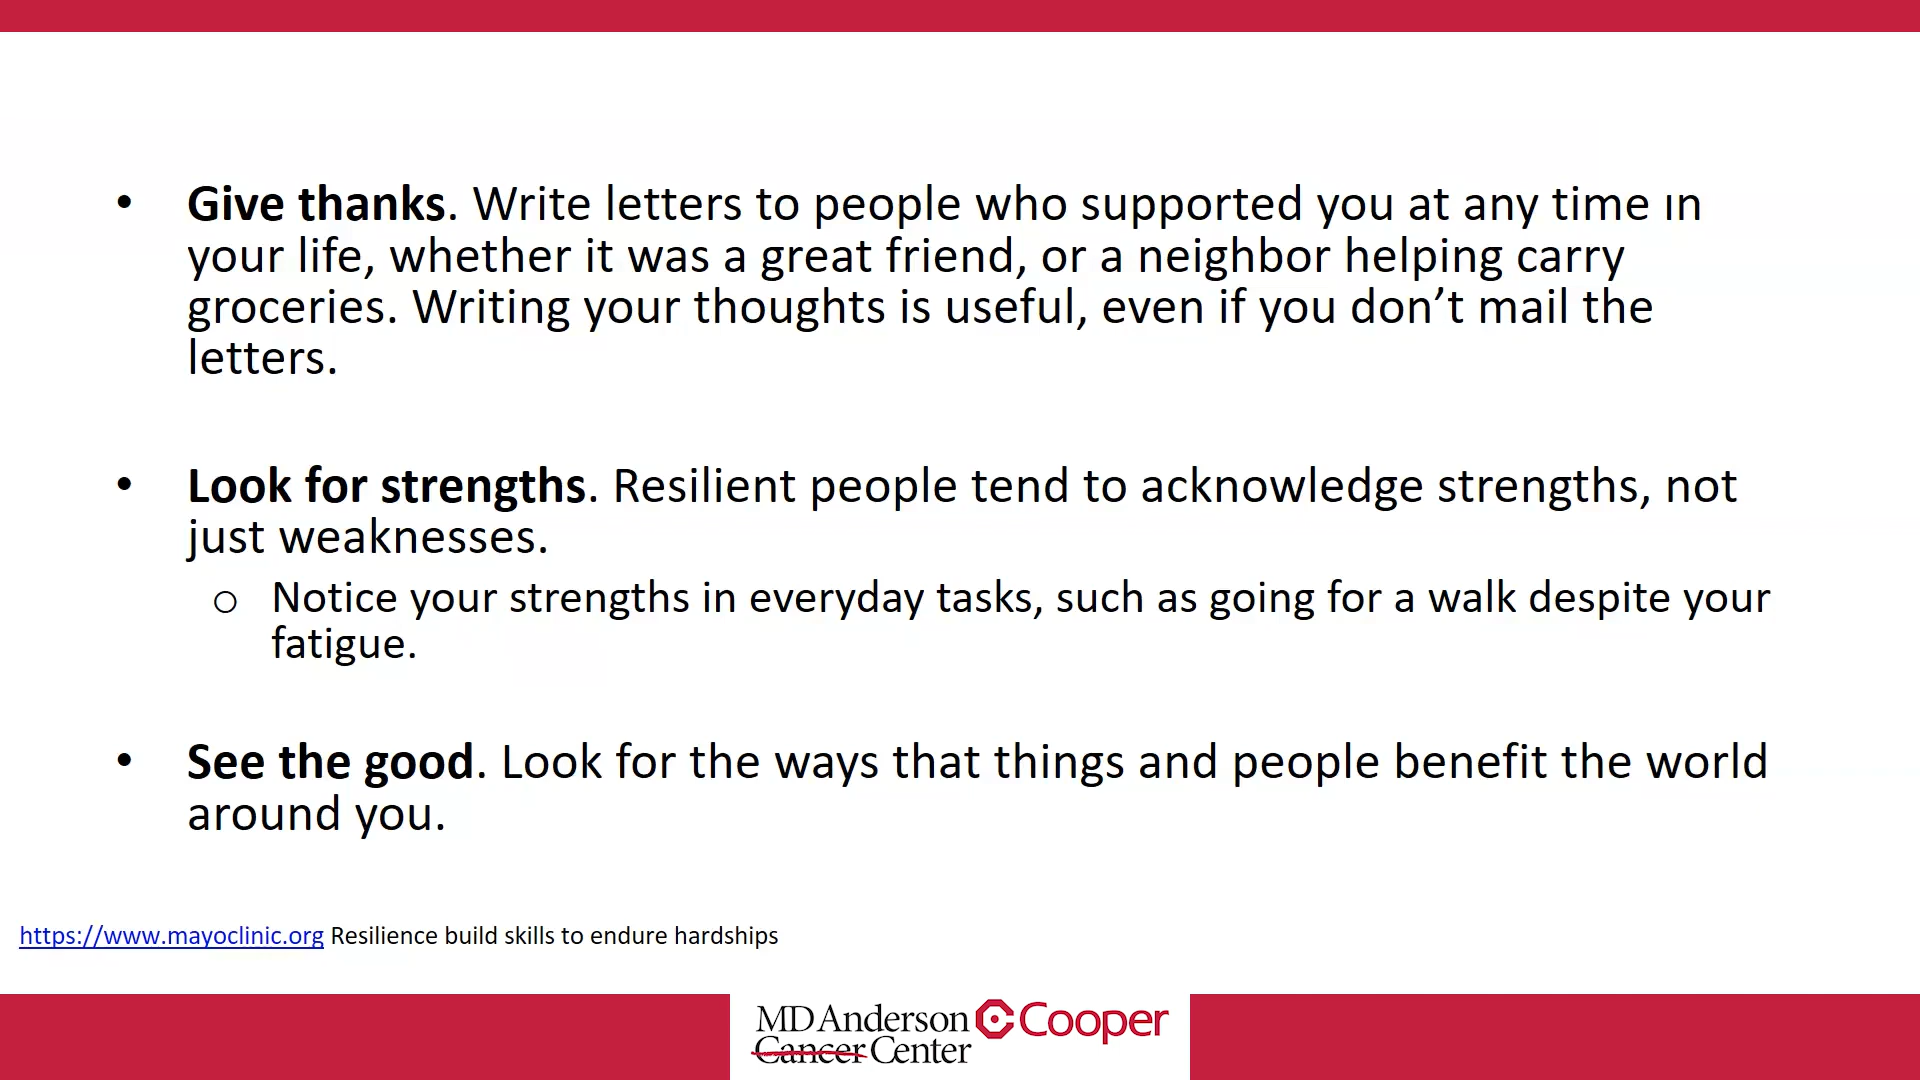 • Give thanks. Write letters to people who supported you at any time in
your life, whether it was a great friend, or a neighbor helping carry
groceries. Writing your thoughts is useful, even if you don’t mail the
letters.
• Look for strengths. Resilient people tend to acknowledge strengths, not
just weaknesses.
o Notice your strengths in everyday tasks, such as going for a walk despite your
fatigue.
• See the good. Look for the ways that things and people benefit the world
around you.
https://www.mayoclinic.org Resilience build skills to endure hardships
MD Anderson Cooper
Cancer Center